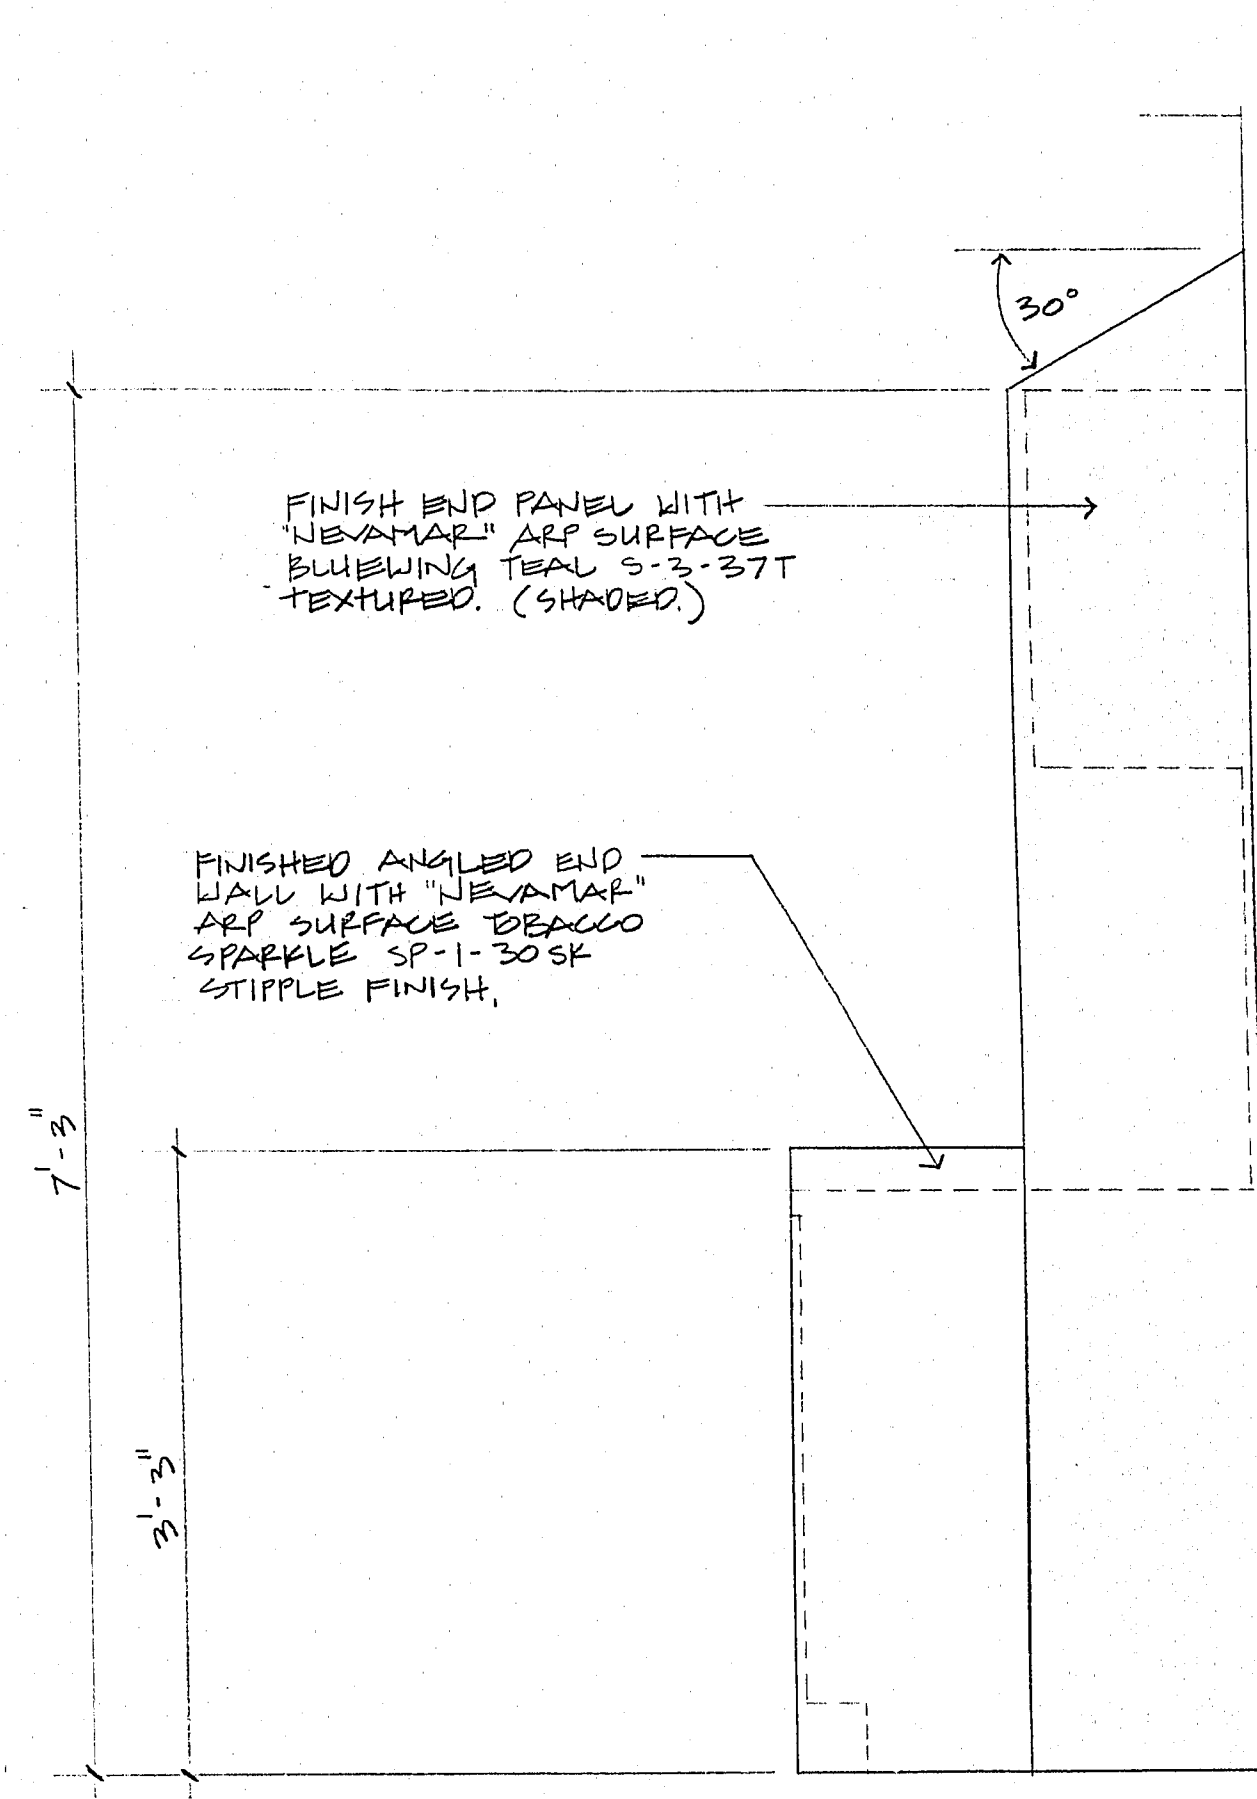 30°
FINISH END PANEL WITH
"NEVAMAR" ARP SURFACE
BLUEWING TEAL S-3-37T
TEXTURED. (SHADED.)
FINISHED ANGLED END
WALL WITH "NEVAMAR"
ARP SURFACE TOBACCO
SPARKLE SP-1-30SK
STIPPLE FINISH.
7'-3"
3'-3"